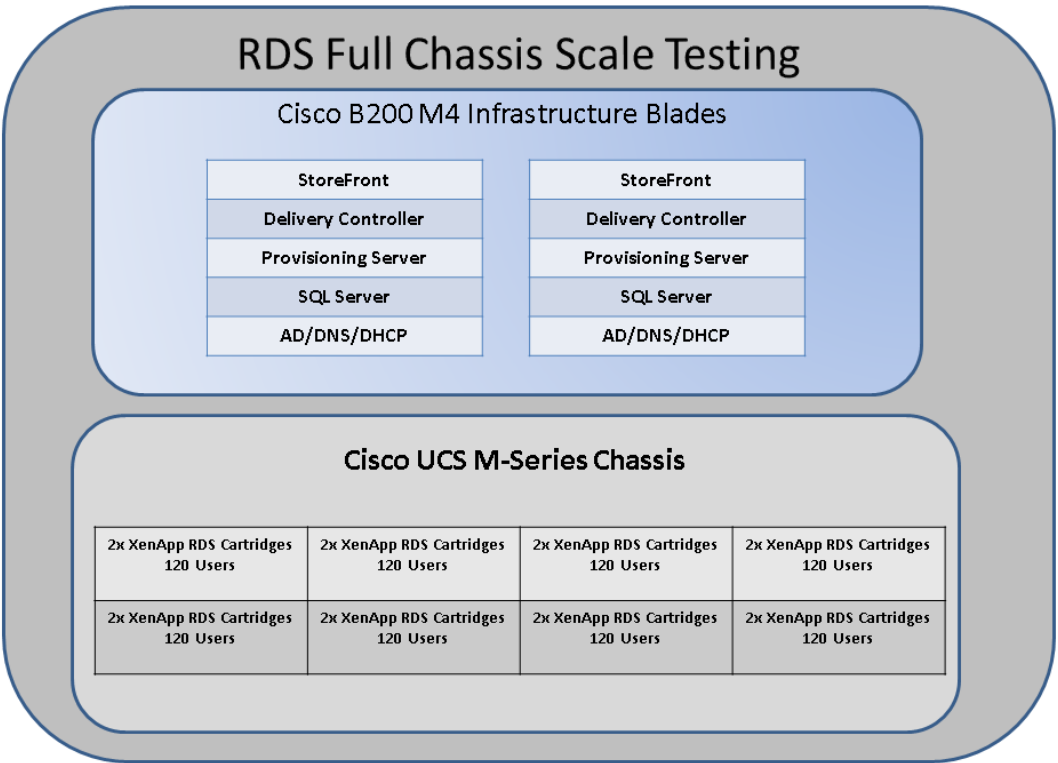 RDS Full Chassis Scale Testing
Cisco B200 M4 Infrastructure Blades
StoreFront
Delivery Controller
Provisioning Server
SQL Server
AD/DNS/DHCP
StoreFront
Delivery Controller
Provisioning Server
SQL Server
AD/DNS/DHCP
Cisco UCS M-Series Chassis
2x XenApp RDS Cartridges
120 Users
2x XenApp RDS Cartridges
120 Users
2x XenApp RDS Cartridges
120 Users
2x XenApp RDS Cartridges
120 Users
2x XenApp RDS Cartridges
120 Users
2x XenApp RDS Cartridges
120 Users
2x XenApp RDS Cartridges
120 Users
2x XenApp RDS Cartridges
120 Users